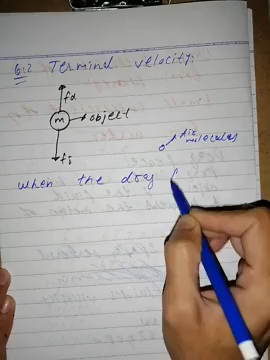 6.2 Terminal velocity:
fd
m object
Air molecules
fg
when the drag f